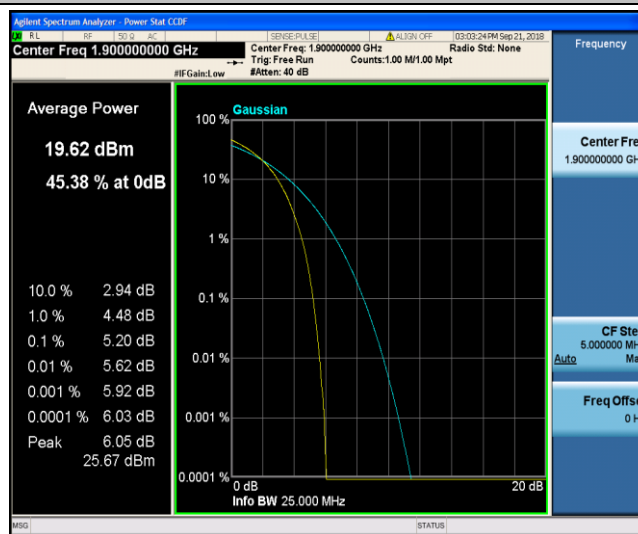 Agilent Spectrum Analyzer - Power Stat CCDF
RL RF 50 Ω AC SENSE:PULSE ALIGN OFF 03:03:24 PM Sep 21, 2018
Center Freq 1.900000000 GHz Center Freq: 1.900000000 GHz Radio Std: None
Trig: Free Run Counts:1.00 M/1.00 Mpt
#IFGain:Low #Atten: 40 dB
Frequency
Average Power
19.62 dBm
45.38 % at 0dB
10.0 % 2.94 dB
1.0 % 4.48 dB
0.1 % 5.20 dB
0.01 % 5.62 dB
0.001 % 5.92 dB
0.0001 % 6.03 dB
Peak 6.05 dB
25.67 dBm
Gaussian
100 %
10 %
1 %
0.1 %
0.01 %
0.001 %
0.0001 %
0 dB 20 dB
Info BW 25.000 MHz
Center Fre
1.900000000 GH
CF Ste
5.000000 MH
Auto Ma
Freq Offse
0 H
MSG STATUS